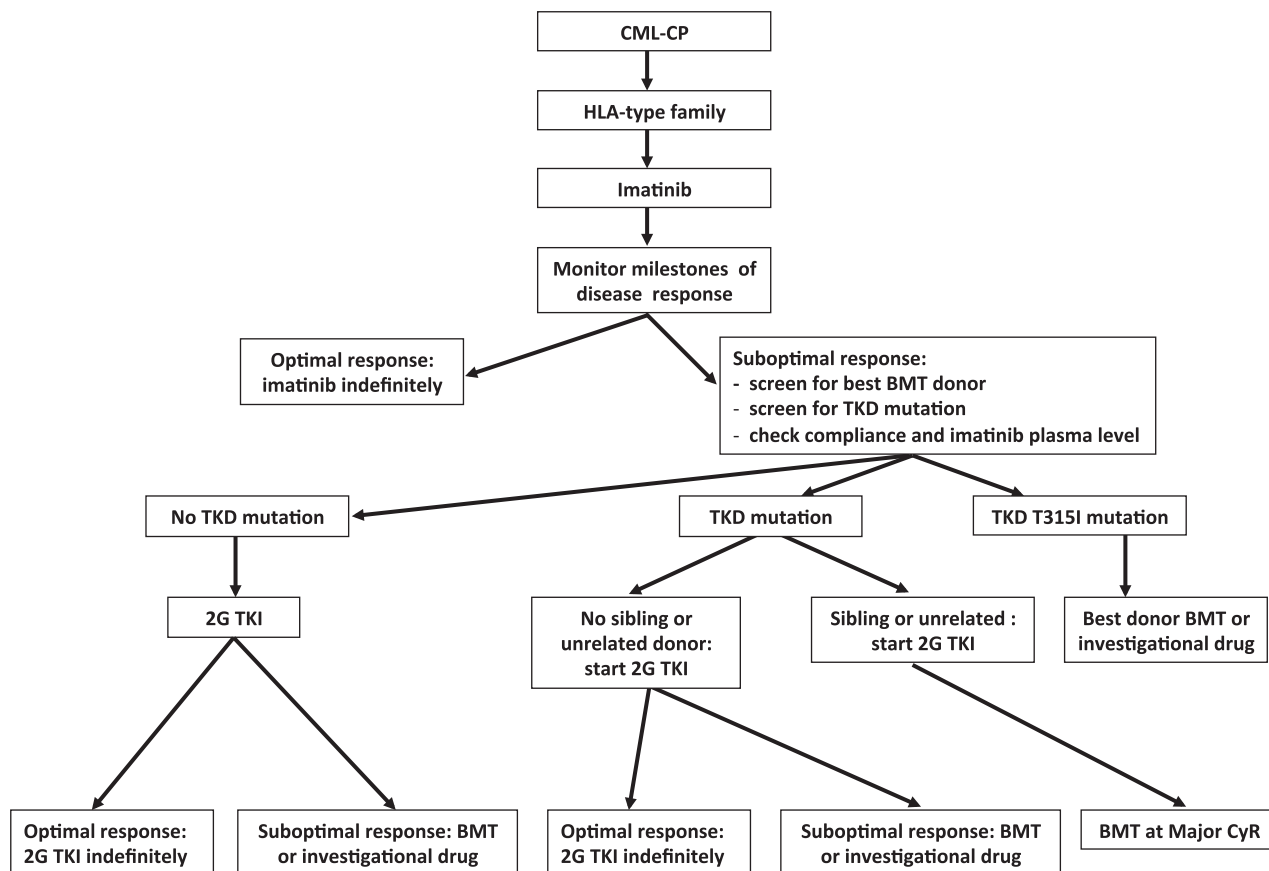 CML-CP
HLA-type family
Imatinib
Monitor milestones of
disease response
Optimal response:
imatinib indefinitely
Suboptimal response:
- screen for best BMT donor
- screen for TKD mutation
- check compliance and imatinib plasma level
No TKD mutation
TKD mutation
TKD T315I mutation
2G TKI
No sibling or
unrelated donor:
start 2G TKI
Sibling or unrelated :
start 2G TKI
Best donor BMT or
investigational drug
Optimal response:
2G TKI indefinitely
Suboptimal response: BMT
or investigational drug
Optimal response:
2G TKI indefinitely
Suboptimal response: BMT
or investigational drug
BMT at Major CyR